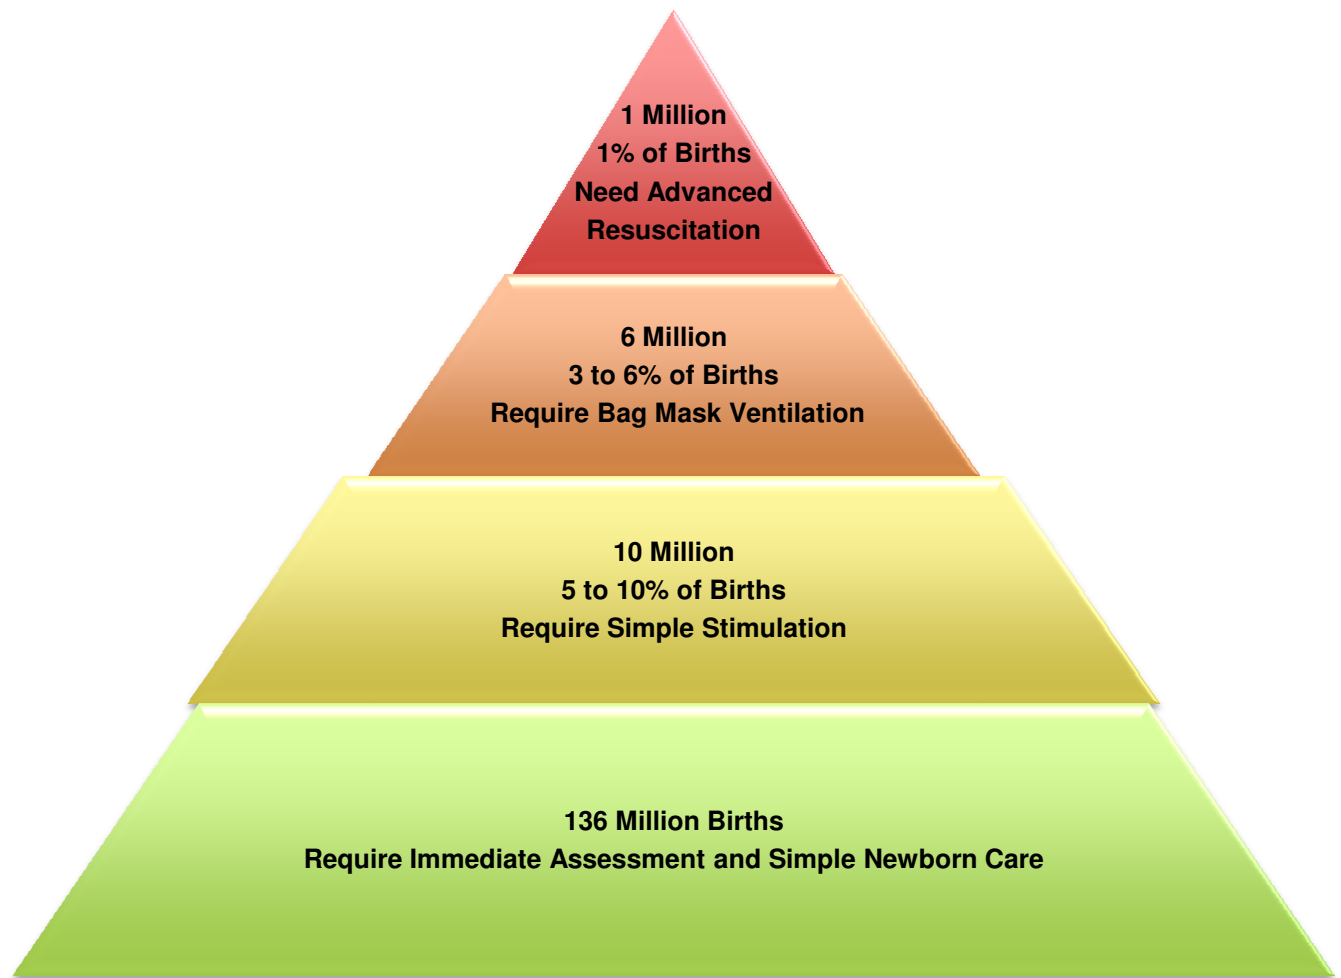 1 Million
1% of Births
Need Advanced
Resuscitation
6 Million
3 to 6% of Births
Require Bag Mask Ventilation
10 Million
5 to 10% of Births
Require Simple Stimulation
136 Million Births
Require Immediate Assessment and Simple Newborn Care